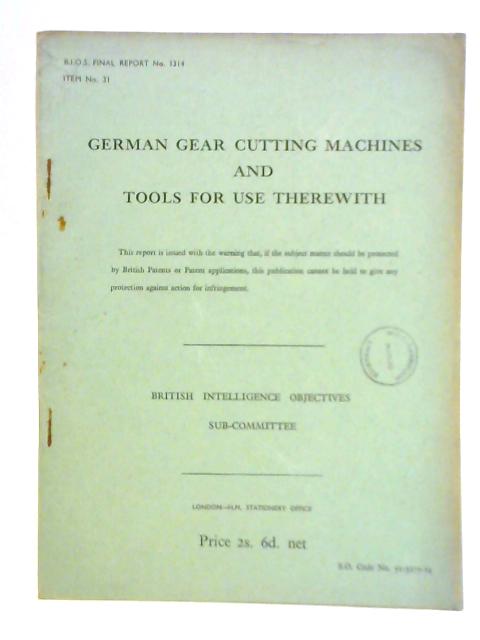 B.I.O.S. FINAL REPORT No. 1314
ITEM No. 31
GERMAN GEAR CUTTING MACHINES
AND
TOOLS FOR USE THEREWITH
This report is issued with the warning that, if the subject matter should be protected
by British Patents or Patent applications, this publication cannot be held to give any
protection against action for infringement.
BRITISH INTELLIGENCE OBJECTIVES
SUB-COMMITTEE
LONDON—H.M. STATIONERY OFFICE
Price 2s. 6d. net
S.O. Code No.